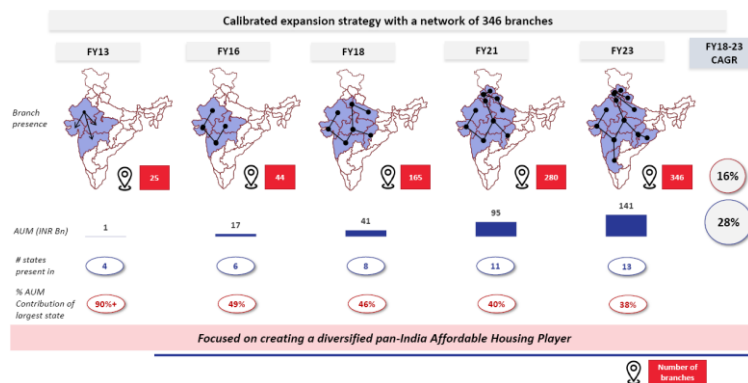 Calibrated expansion strategy with a network of 346 branches
FY13 FY16 FY18 FY21 FY23 FY18-23
CAGR
Branch
presence
25 44 165 280 346 16%
AUM (INR Bn) 1 17 41 95 141 28%
# states
present in 4 6 8 11 13
% AUM
Contribution of
largest state 90%+ 49% 46% 40% 38%
Focused on creating a diversified pan-India Affordable Housing Player
Number of
branches